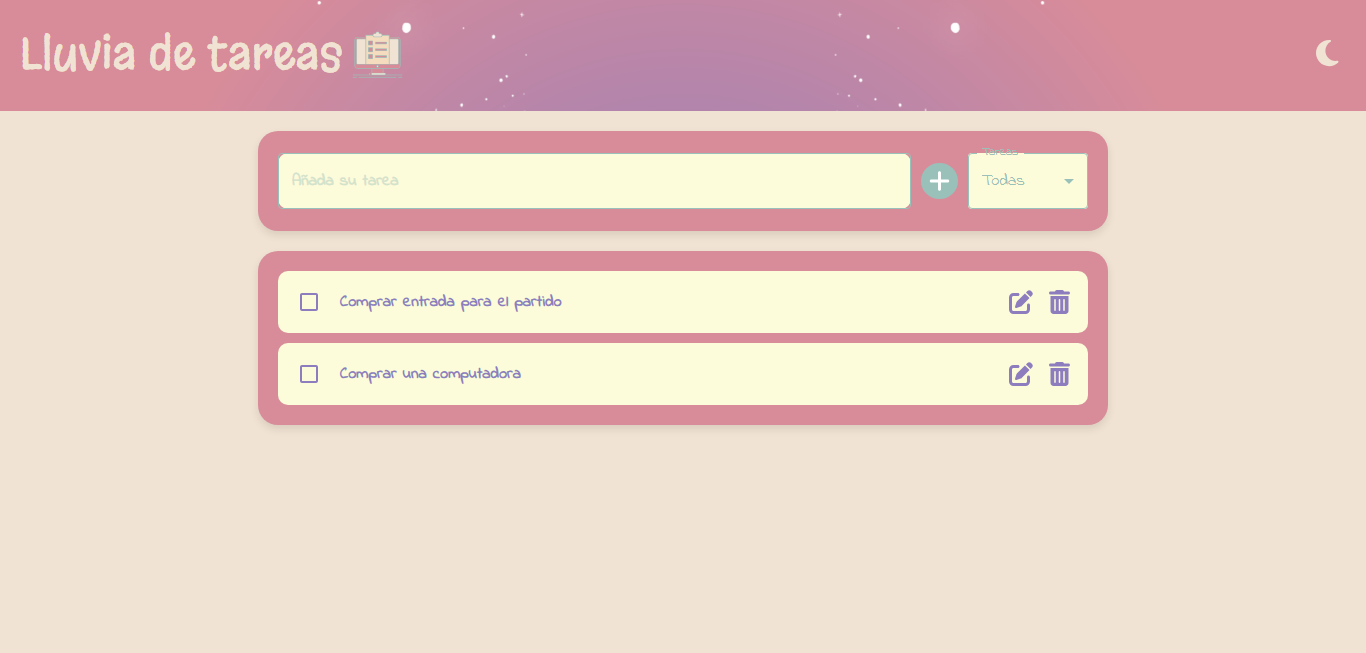 Lluvia de tareas
Añada su tarea
Tareas
Todas
Comprar entrada para el partido
Comprar una computadora